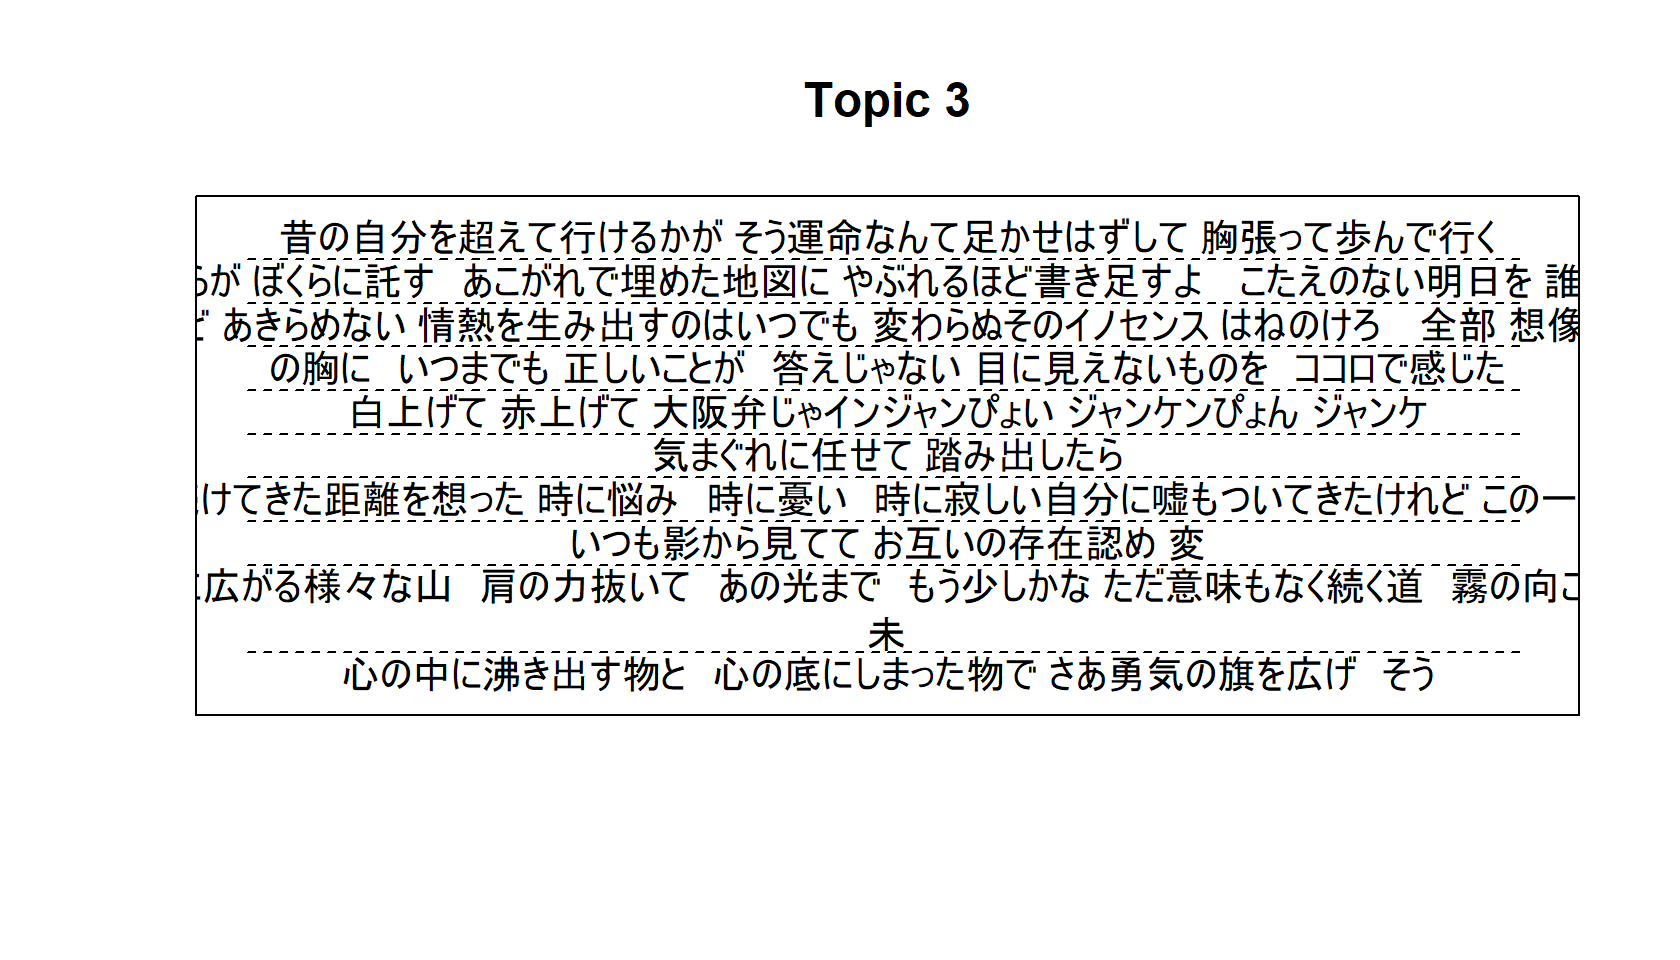 Topic 3
昔の自分を超えて行けるかが そう運命なんて足かせはずして 胸張って歩んで行く
らが ぼくらに託す　あこがれで埋めた地図に やぶれるほど書き足すよ　こたえのない明日を 誰
ど あきらめない 情熱を生み出すのはいつでも 変わらぬそのイノセンス はねのけろ　全部 想像
の胸に　いつまでも 正しいことが　答えじゃない 目に見えないものを　ココロで感じた
白上げて 赤上げて 大阪弁じゃインジャンぴょい ジャンケンぴょん ジャンケ
気まぐれに任せて 踏み出したら
けてきた距離を想った 時に悩み　時に憂い　時に寂しい自分に嘘もついてきたけれど この一
いつも影から見てて お互いの存在認め 変
広がる様々な山　肩の力抜いて　あの光まで　もう少しかな ただ意味もなく続く道　霧の向こ
未
心の中に沸き出す物と　心の底にしまった物で さあ勇気の旗を広げ　そう